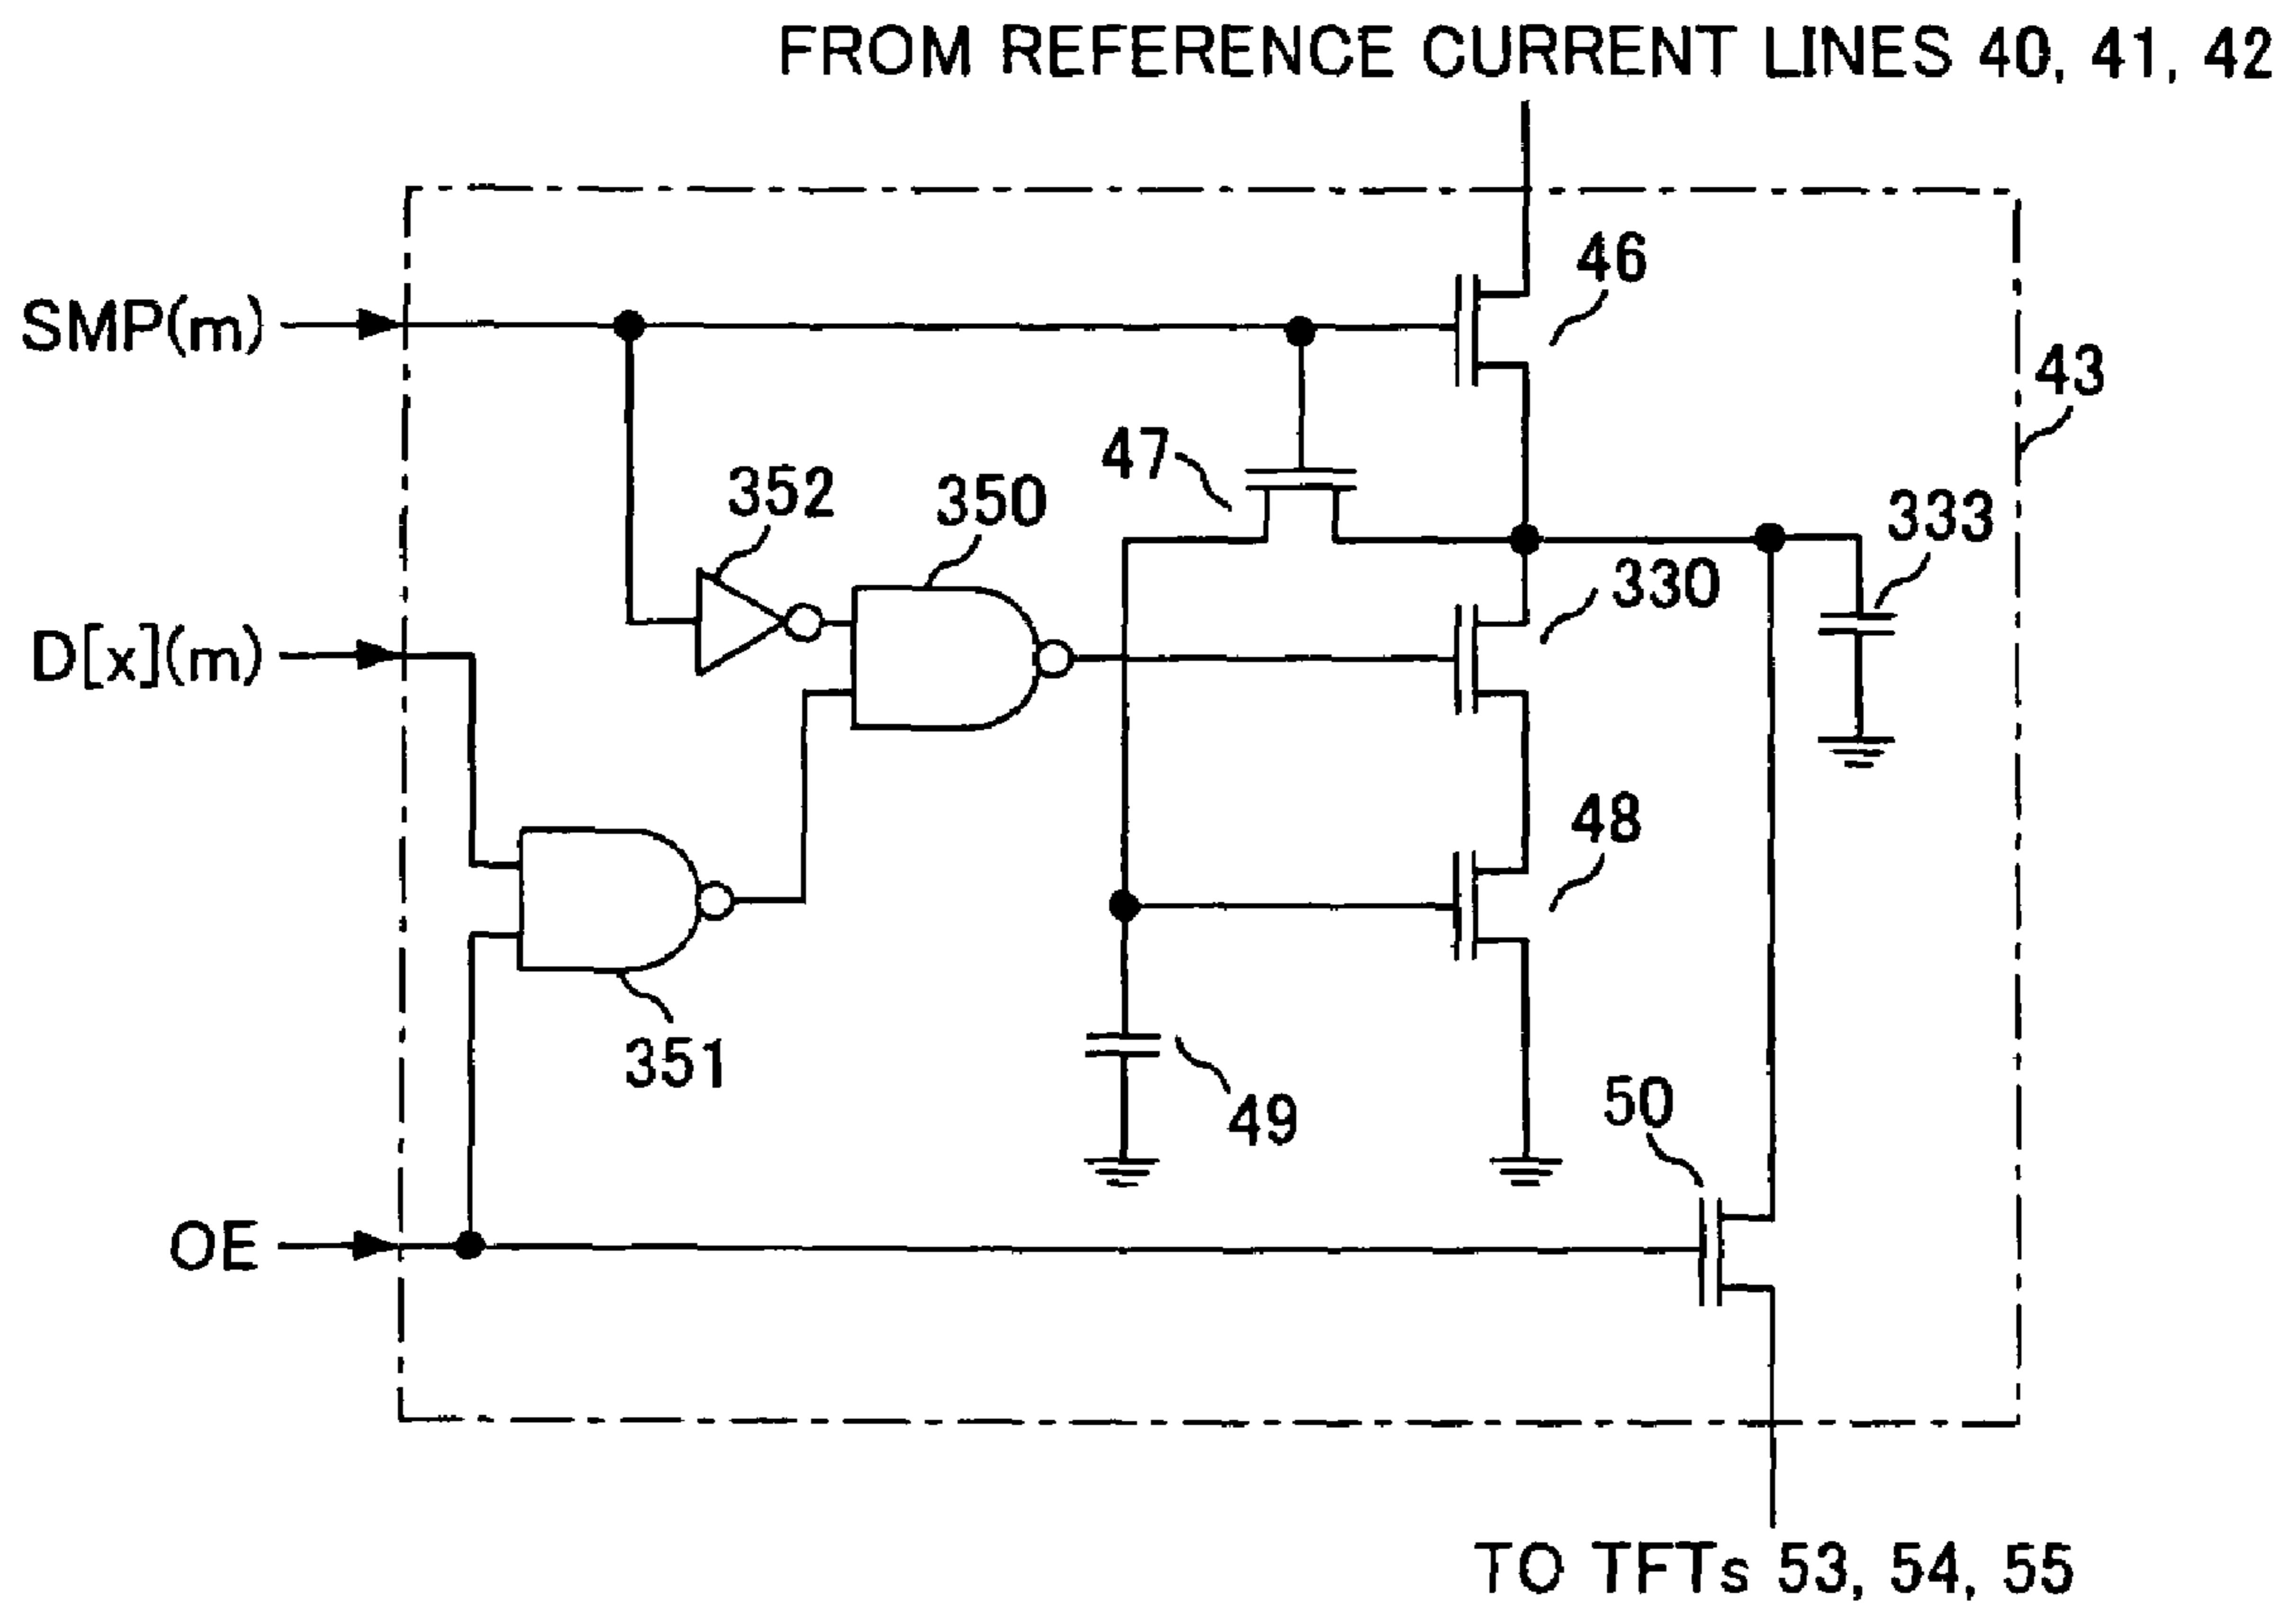 FROM REFERENCE CURRENT LINES 40, 41, 42
46
43
SMP(m)
47
352
350
333
330
D[x](m)
48
351
49
50
OE
TO TFTs 53, 54, 55